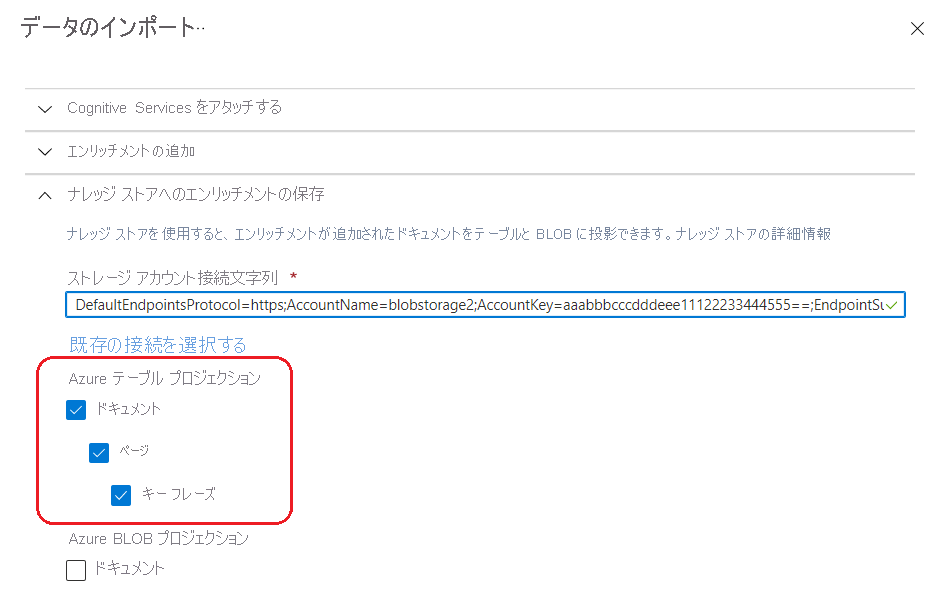 データのインポート··
Cognitive Services をアタッチする
エンリッチメントの追加
ナレッジ ストアへのエンリッチメントの保存
ナレッジ ストアを使用すると、エンリッチメントが追加されたドキュメントをテーブルと BLOB に投影できます。ナレッジ ストアの詳細情報
ストレージ アカウント接続文字列 *
DefaultEndpointsProtocol=https;AccountName=blobstorage2;AccountKey=aaabbbcccdddeee11122233444555==;EndpointSu
既存の接続を選択する
Azure テーブル プロジェクション
ドキュメント
ページ
キー フレーズ
Azure BLOB プロジェクション
ドキュメント